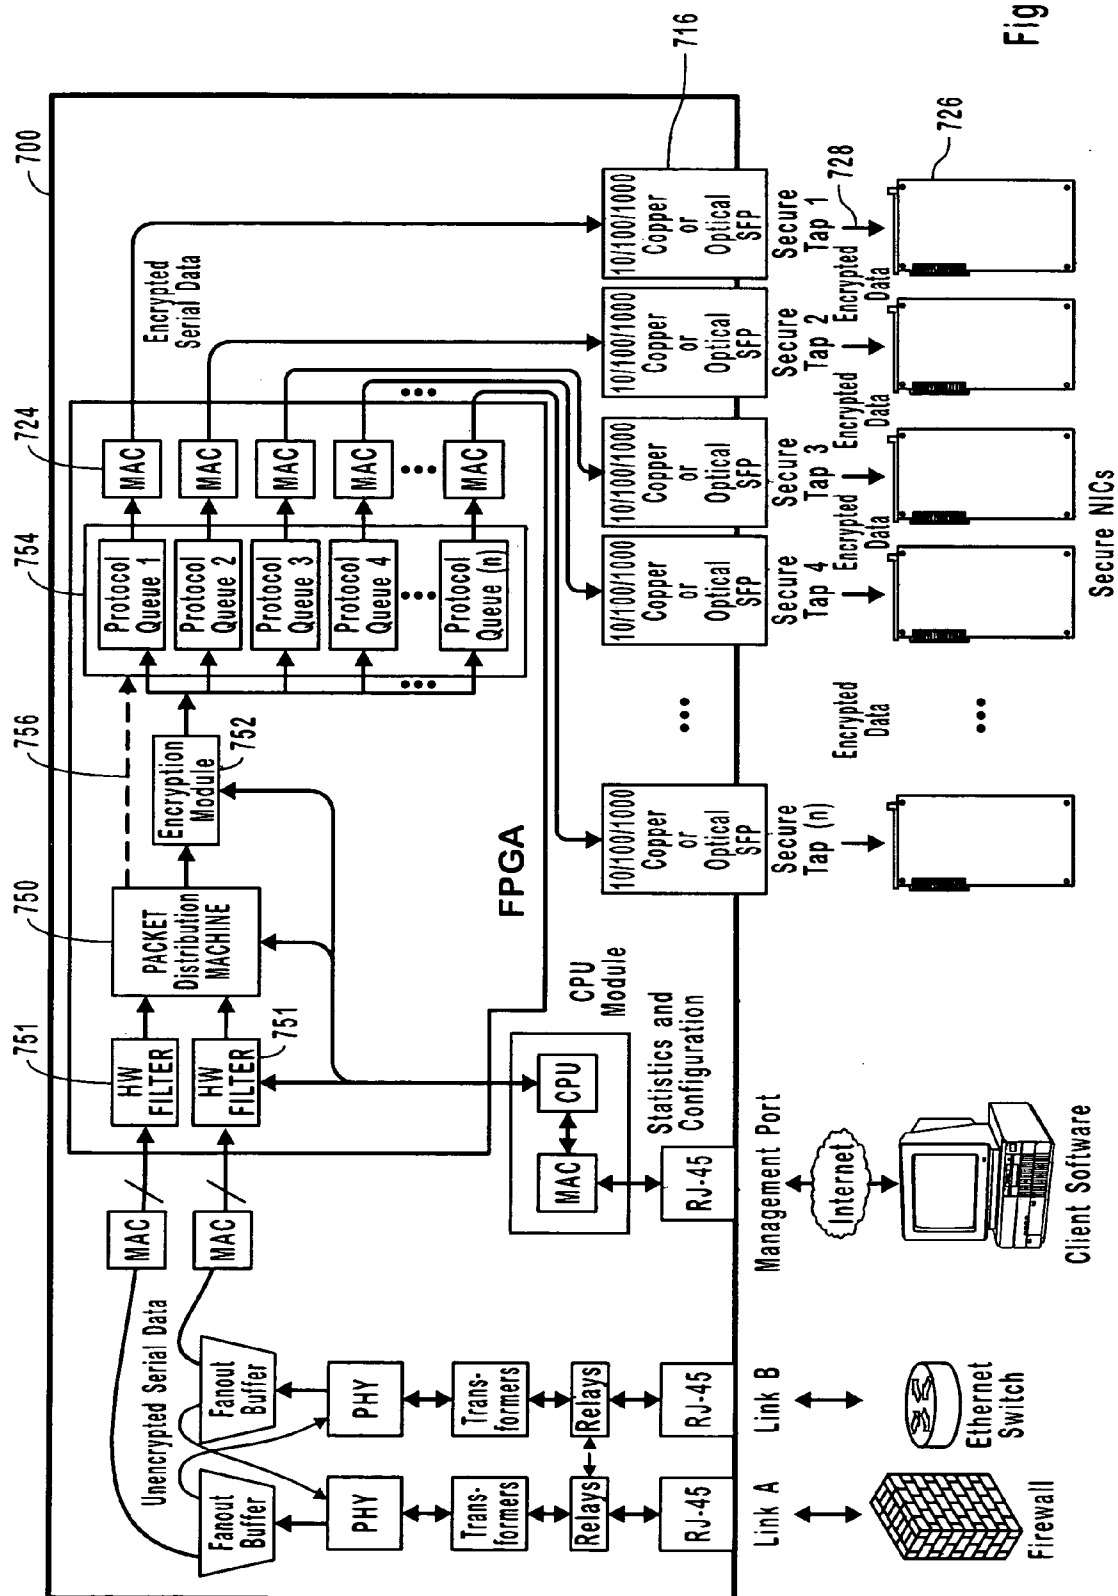 700
751
HW
FILTER
751
HW
FILTER
750
PACKET
Distribution
MACHINE
756
752
Encryption
Module
754
Protocol
Queue 1
Protocol
Queue 2
Protocol
Queue 3
Protocol
Queue 4
•••
Protocol
Queue (n)
•••
724
MAC
MAC
MAC
MAC
•••
MAC
•••
Encrypted
Serial Data
FPGA
MAC
MAC
Unencrypted Serial Data
Fanout
Buffer
Fanout
Buffer
PHY
PHY
Trans-
formers
Trans-
formers
Relays
Relays
RJ-45
RJ-45
Link A
Link B
Firewall
Ethernet
Switch
CPU
Module
CPU
MAC
Statistics and
Configuration
RJ-45
Management Port
Internet
Client Software
10/100/1000
Copper
or
Optical
SFP
Secure
Tap (n)
•••
Encrypted
Data
•••
10/100/1000
Copper
or
Optical
SFP
Secure
Tap 4
Encrypted
Data
10/100/1000
Copper
or
Optical
SFP
Secure
Tap 3
Encrypted
Data
10/100/1000
Copper
or
Optical
SFP
Secure
Tap 2
Encrypted
Data
10/100/1000
Copper
or
Optical
SFP
Secure
Tap 1
716
728
726
Secure NICs
Fig